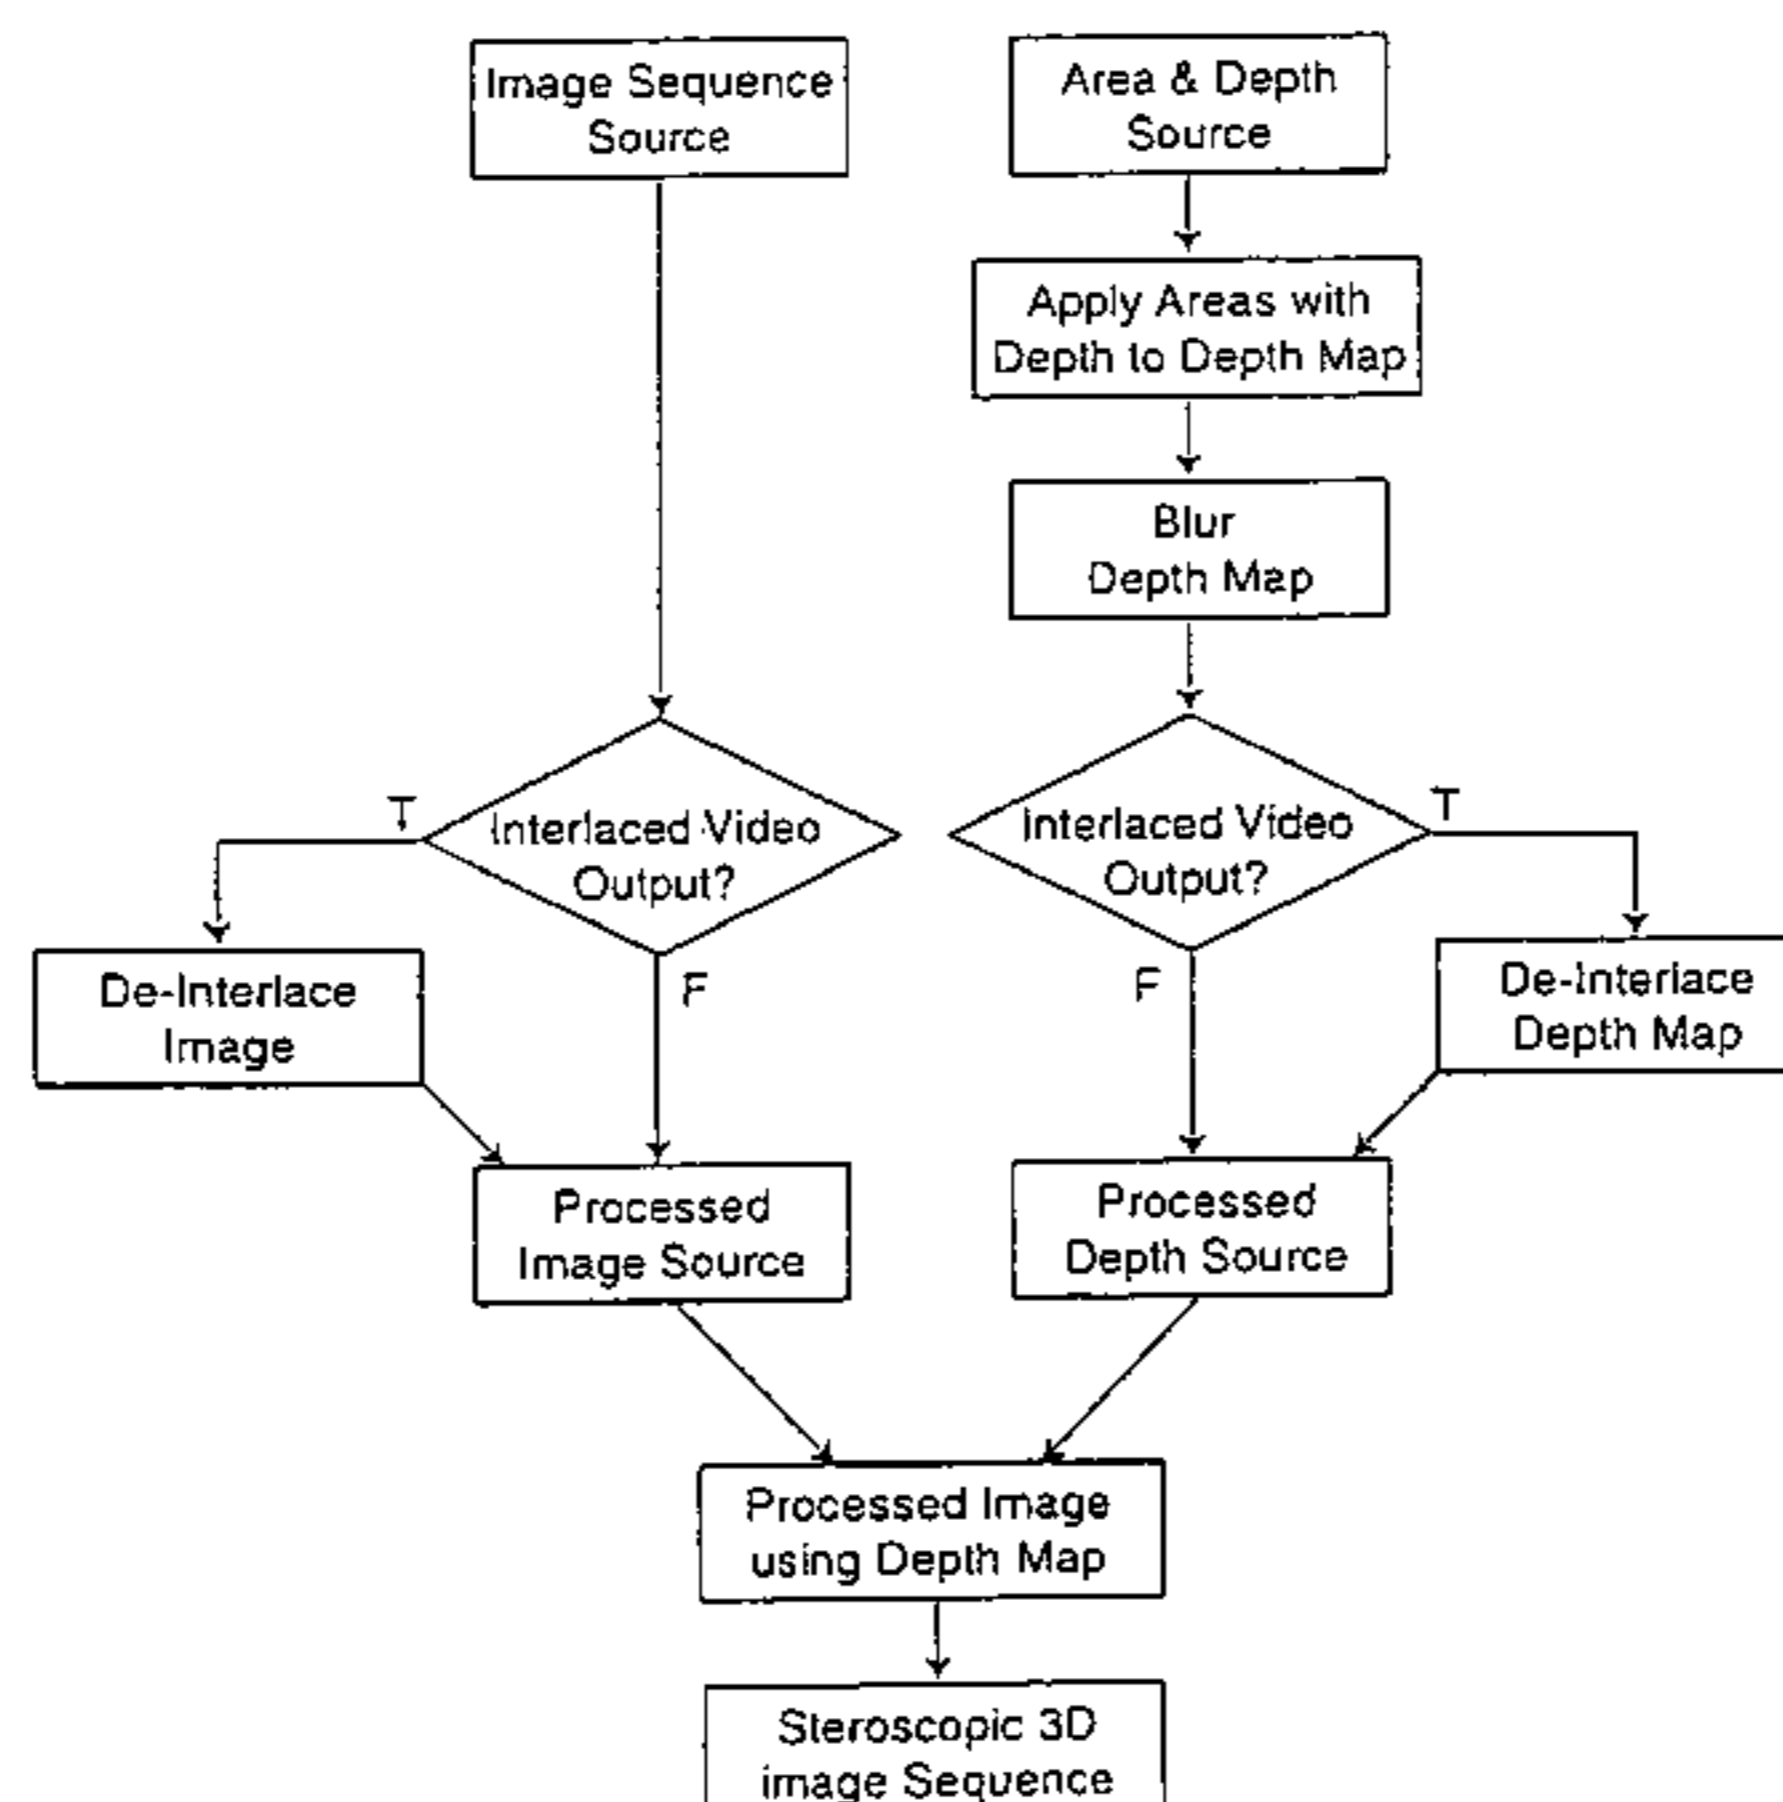 Image Sequence
Source
Area & Depth
Source
Apply Areas with
Depth to Depth Map
Blur
Depth Map
T
Interlaced Video
Output?
F
Interlaced Video
Output?
T
F
De-Interlace
Image
De-Interlace
Depth Map
Processed
Image Source
Processed
Depth Source
Processed Image
using Depth Map
Steroscopic 3D
image Sequence